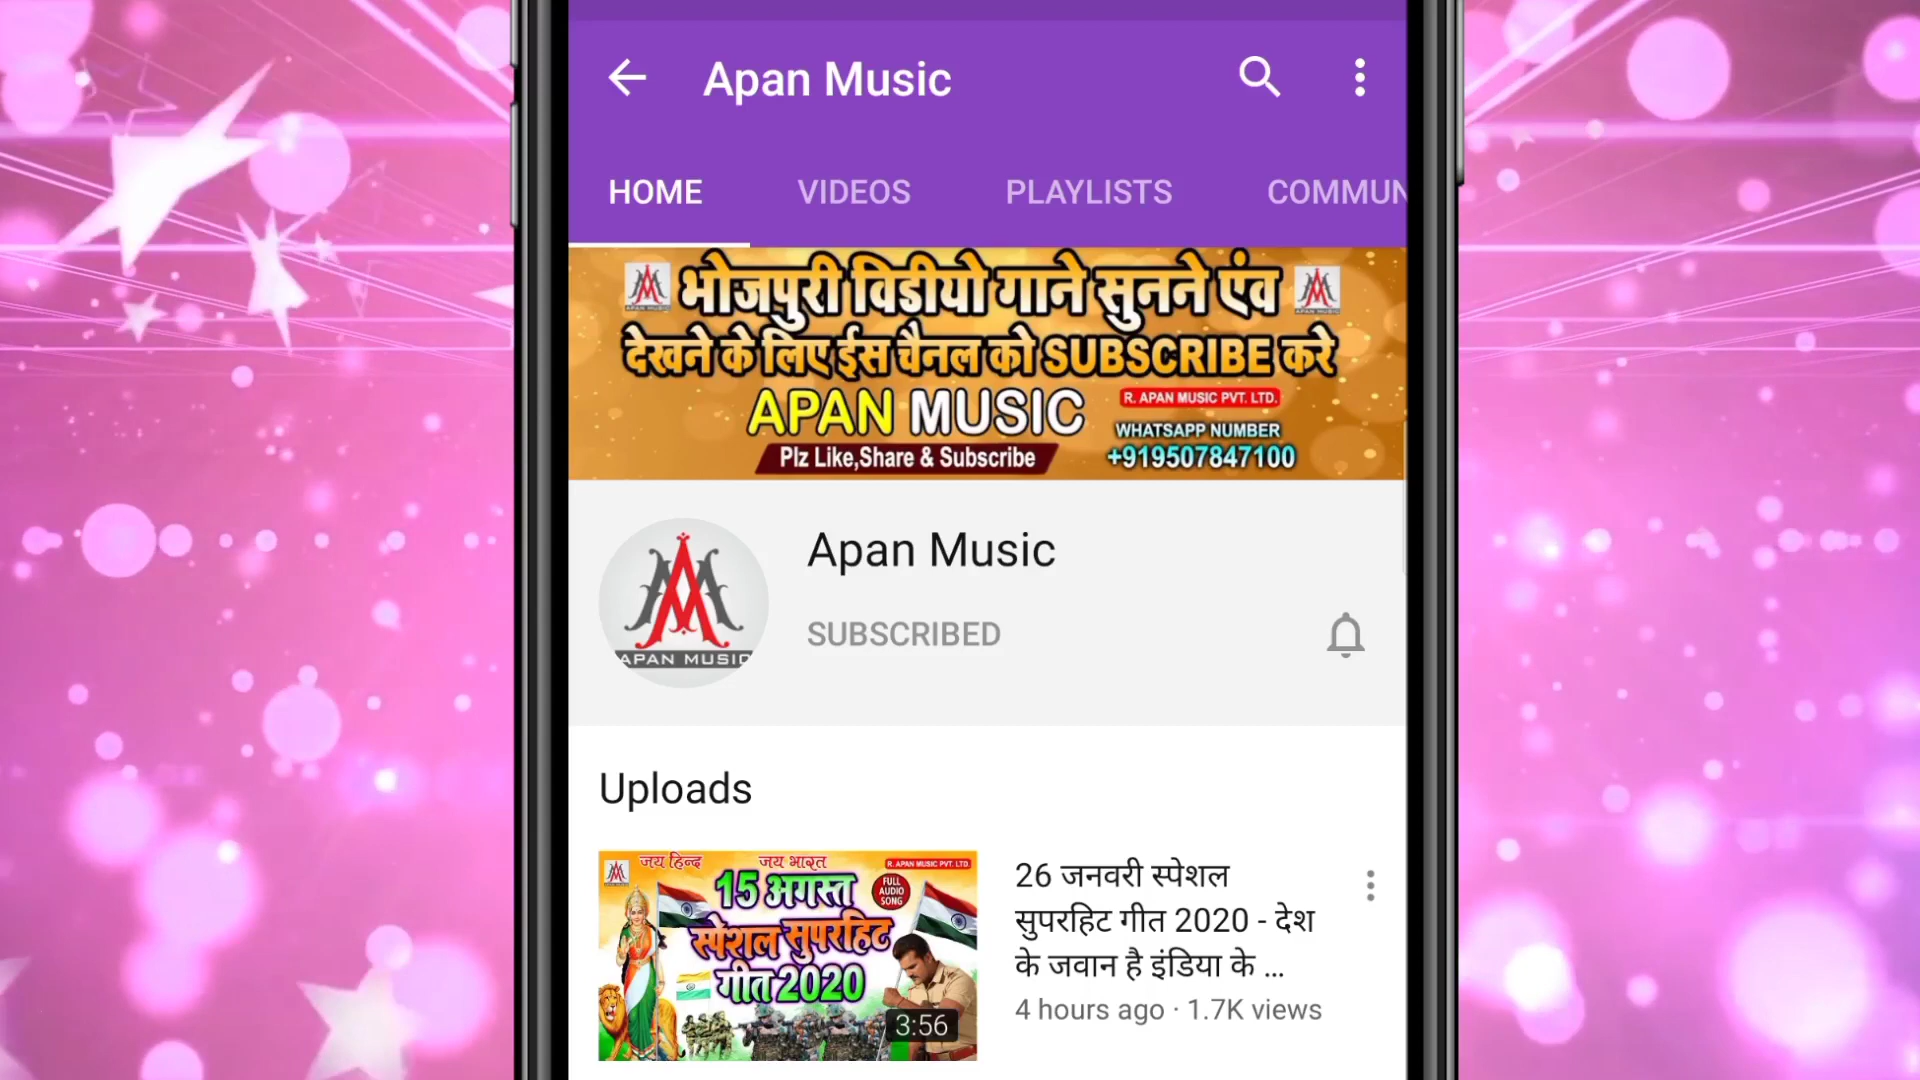 Apan Music
HOME VIDEOS PLAYLISTS COMMUN
भोजपुरी विडीयो गाने सुनने एंव
देखने के लिए ईस चैनल को SUBSCRIBE करे
APAN MUSIC
R. APAN MUSIC PVT. LTD.
Plz Like,Share & Subscribe
WHATSAPP NUMBER
+919507847100
Apan Music
SUBSCRIBED
APAN MUSIC
Uploads
जय हिन्द जय भारत
R. APAN MUSIC PVT. LTD
15 अगस्त
FULL
AUDIO
SONG
स्पेशल सुपरहिट
गीत 2020
3:56
26 जनवरी स्पेशल
सुपरहिट गीत 2020 - देश
के जवान है इंडिया के ...
4 hours ago · 1.7K views